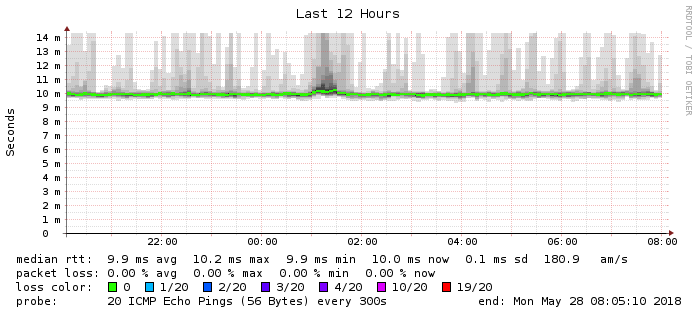 Last 12 Hours
RRDTOOL / TOBI OETIKER
Seconds
14 m
13 m
12 m
11 m
10 m
9 m
8 m
7 m
6 m
5 m
4 m
3 m
2 m
1 m
0
22:00 00:00 02:00 04:00 06:00 08:00
median rtt: 9.9 ms avg 10.2 ms max 9.9 ms min 10.0 ms now 0.1 ms sd 180.9 am/s
packet loss: 0.00 % avg 0.00 % max 0.00 % min 0.00 % now
loss color: 0 1/20 2/20 3/20 4/20 10/20 19/20
probe: 20 ICMP Echo Pings (56 Bytes) every 300s end: Mon May 28 08:05:10 2018